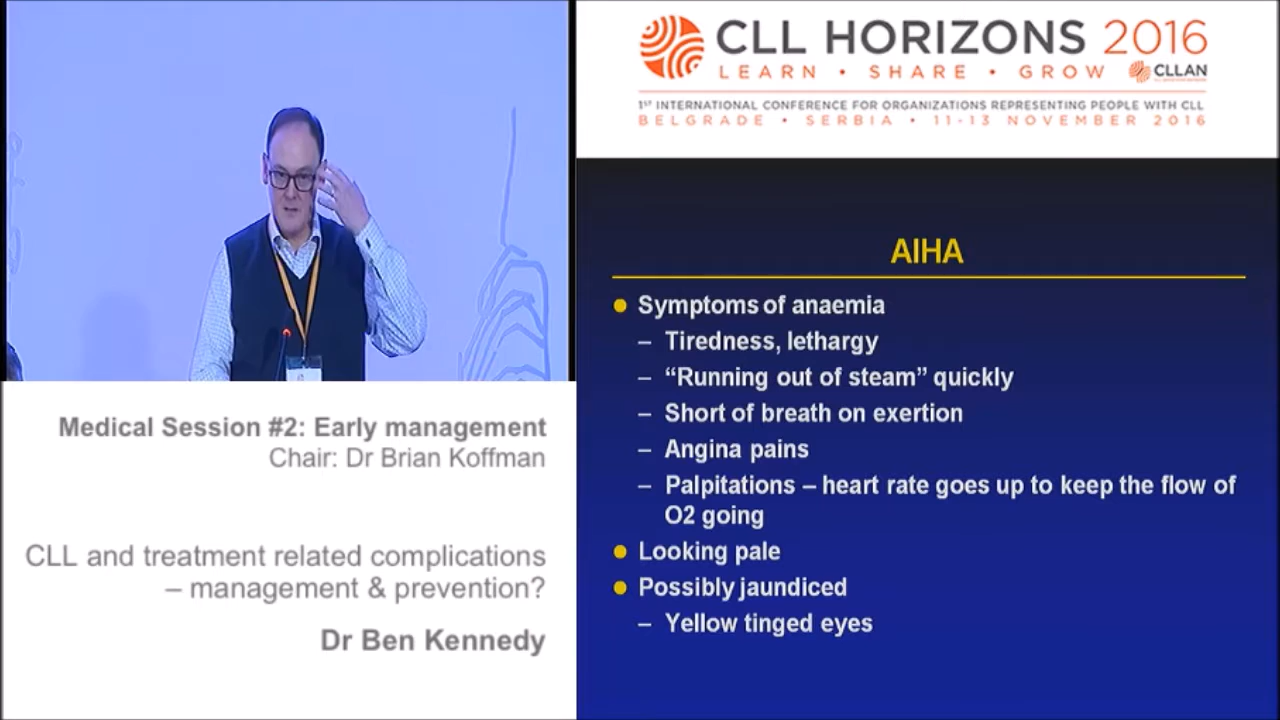 CLL HORIZONS 2016
LEARN • SHARE • GROW
CLLAN
1ST INTERNATIONAL CONFERENCE FOR ORGANIZATIONS REPRESENTING PEOPLE WITH CLL
BELGRADE • SERBIA • 11-13 NOVEMBER 2016
Medical Session #2: Early management
Chair: Dr Brian Koffman
CLL and treatment related complications
– management & prevention?
Dr Ben Kennedy
AIHA
● Symptoms of anaemia
– Tiredness, lethargy
– “Running out of steam” quickly
– Short of breath on exertion
– Angina pains
– Palpitations – heart rate goes up to keep the flow of
O2 going
● Looking pale
● Possibly jaundiced
– Yellow tinged eyes